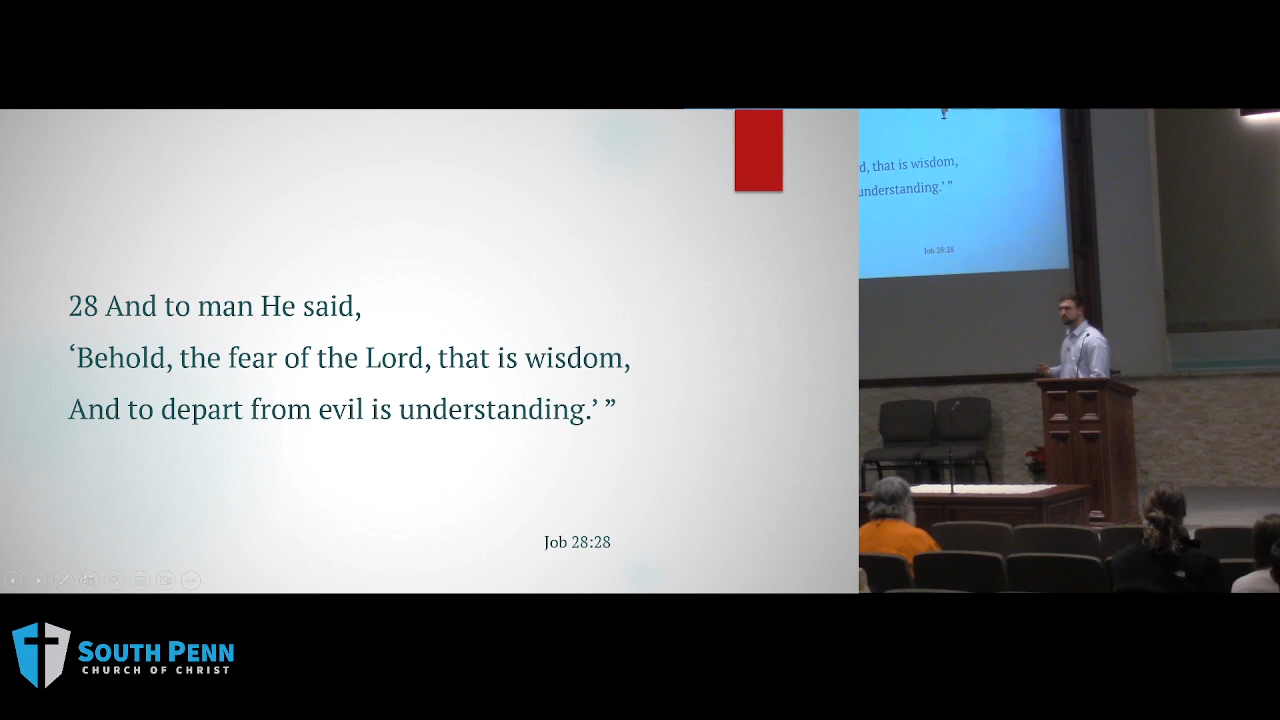 28 And to man He said,
‘Behold, the fear of the Lord, that is wisdom,
And to depart from evil is understanding.’ ”
Job 28:28
d, that is wisdom,
understanding.’ ”
Job 28:28
SOUTH PENN
CHURCH OF CHRIST